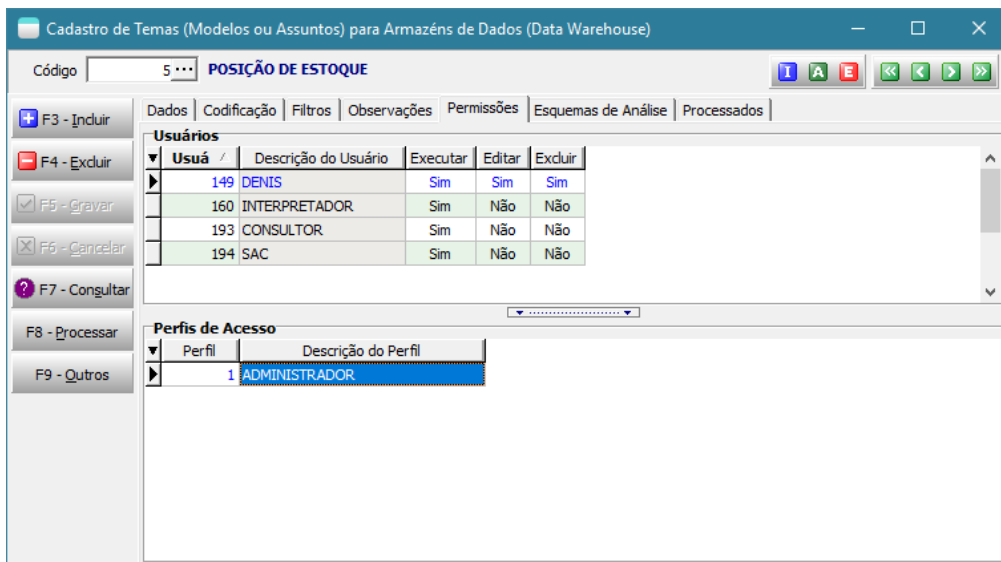 Cadastro de Temas (Modelos ou Assuntos) para Armazéns de Dados (Data Warehouse)
Código 5 ... POSIÇÃO DE ESTOQUE I A E
F3 - Incluir
F4 - Excluir
F5 - Gravar
F6 - Cancelar
F7 - Consultar
F8 - Processar
F9 - Outros
Dados Codificação Filtros Observações Permissões Esquemas de Análise Processados
Usuários
Usuá Descrição do Usuário Executar Editar Excluir
149 DENIS Sim Sim Sim
160 INTERPRETADOR Sim Não Não
193 CONSULTOR Sim Não Não
194 SAC Sim Não Não
Perfis de Acesso
Perfil Descrição do Perfil
1 ADMINISTRADOR